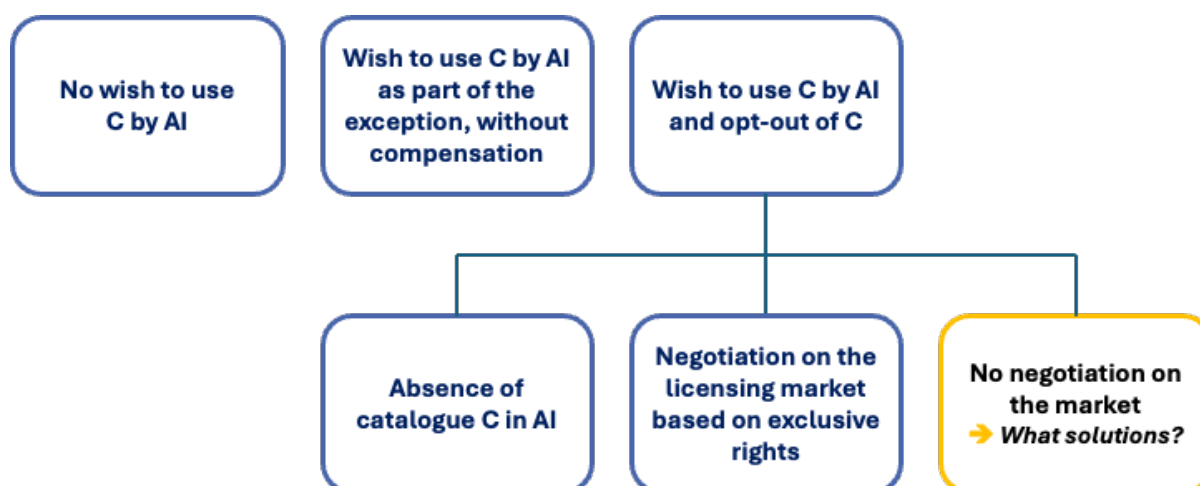 No wish to use
C by AI
Wish to use C by AI
as part of the
exception, without
compensation
Wish to use C by AI
and opt-out of C
Absence of
catalogue C in AI
Negotiation on the
licensing market
based on exclusive
rights
No negotiation on
the market
➔ What solutions?